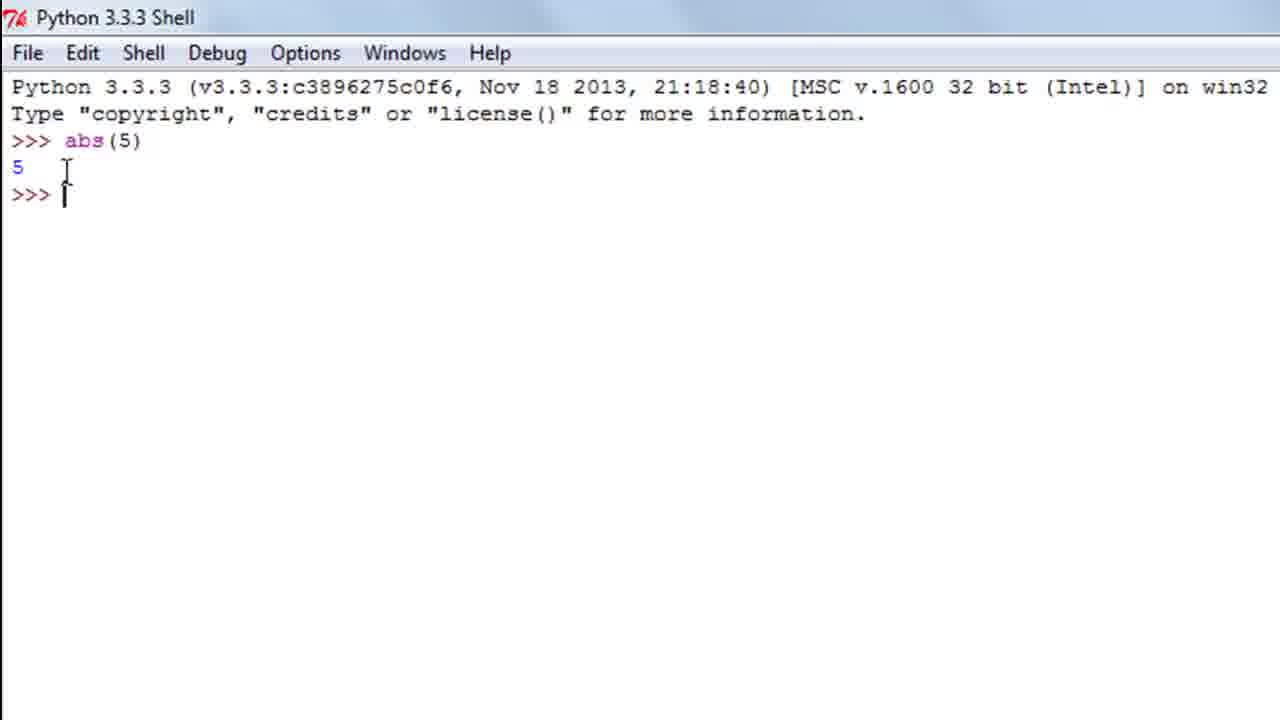 Python 3.3.3 Shell
File Edit Shell Debug Options Windows Help
Python 3.3.3 (v3.3.3:c3896275c0f6, Nov 18 2013, 21:18:40) [MSC v.1600 32 bit (Intel)] on win32
Type "copyright", "credits" or "license()" for more information.
>>> abs(5)
5
>>>